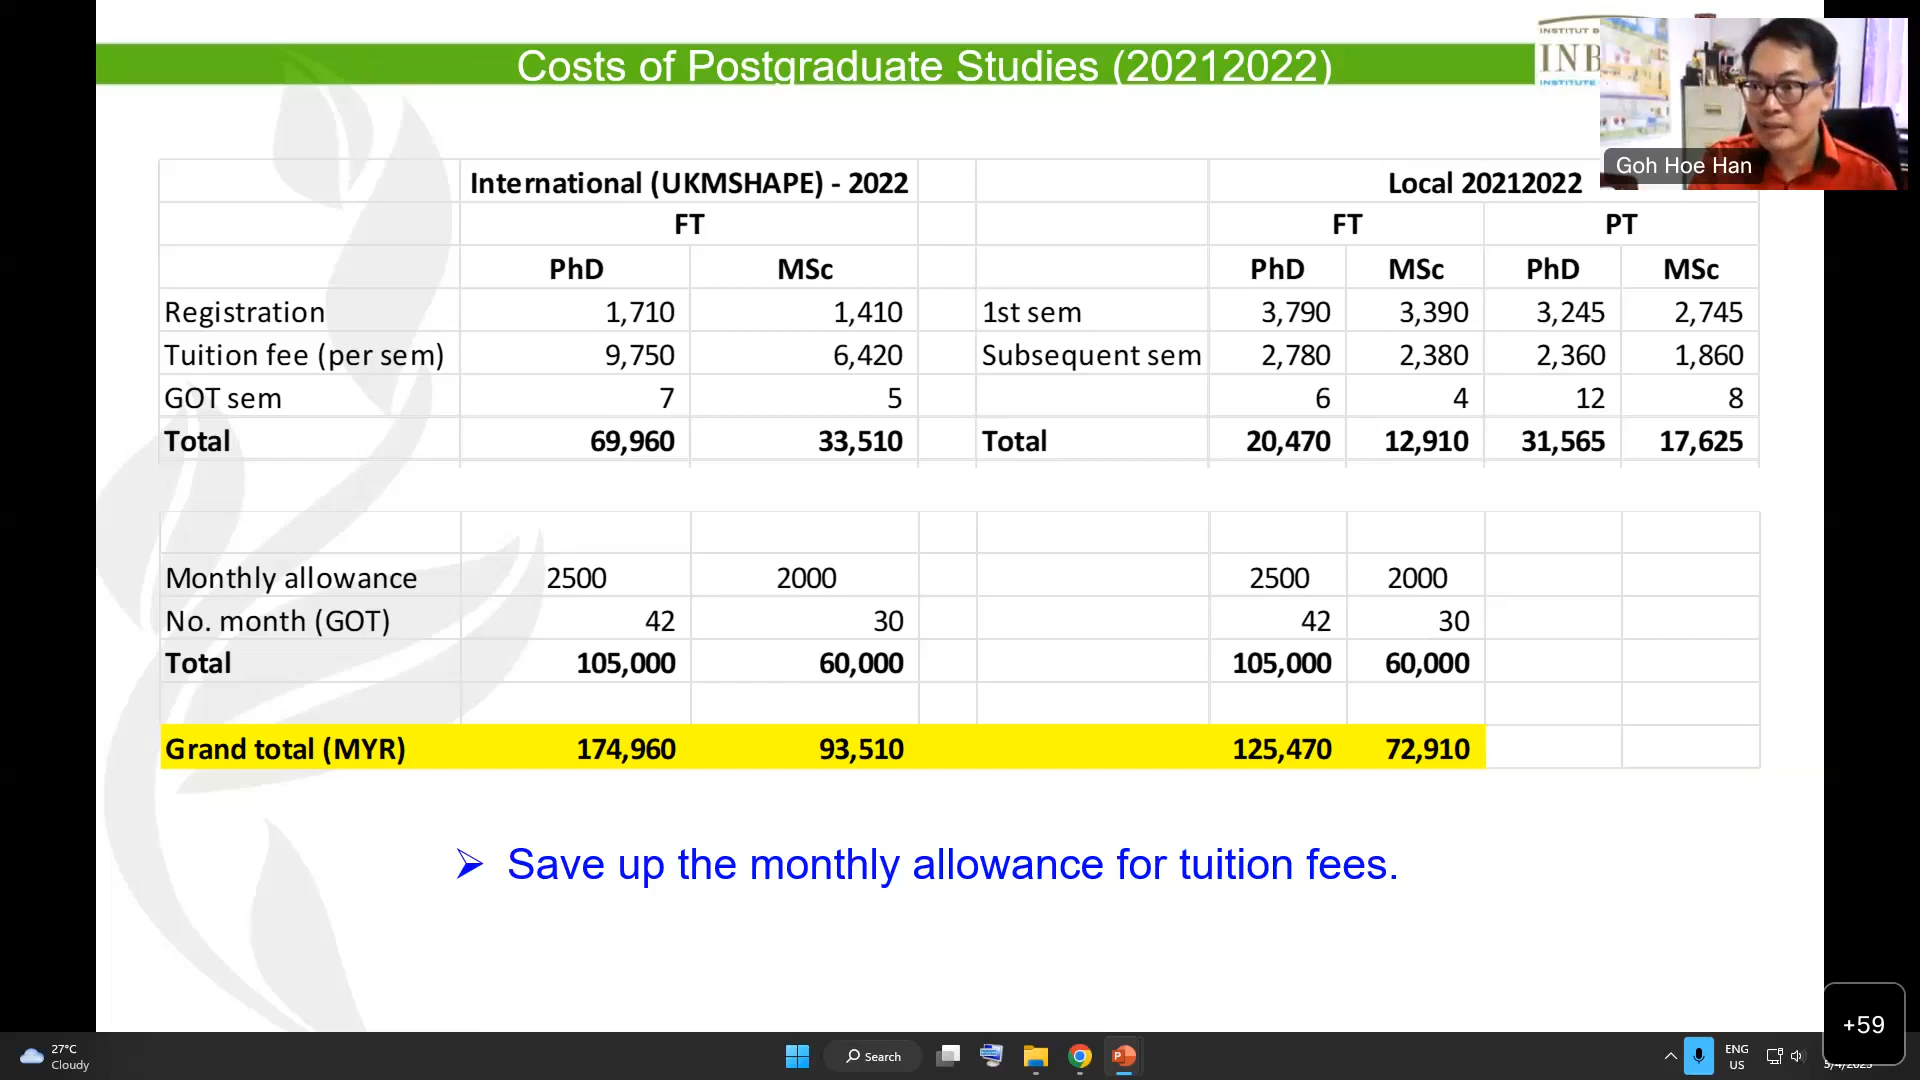 Costs of Postgraduate Studies (20212022)
INSTITUT B
INB
INSTITUTE
Goh Hoe Han
International (UKMSHAPE) - 2022 Local 20212022
FT FT PT
PhD MSc PhD MSc PhD MSc
Registration 1,710 1,410 1st sem 3,790 3,390 3,245 2,745
Tuition fee (per sem) 9,750 6,420 Subsequent sem 2,780 2,380 2,360 1,860
GOT sem 7 5 6 4 12 8
Total 69,960 33,510 Total 20,470 12,910 31,565 17,625
Monthly allowance 2500 2000 2500 2000
No. month (GOT) 42 30 42 30
Total 105,000 60,000 105,000 60,000
Grand total (MYR) 174,960 93,510 125,470 72,910
➢ Save up the monthly allowance for tuition fees.
+59
27°C
Cloudy
Search
ENG
US